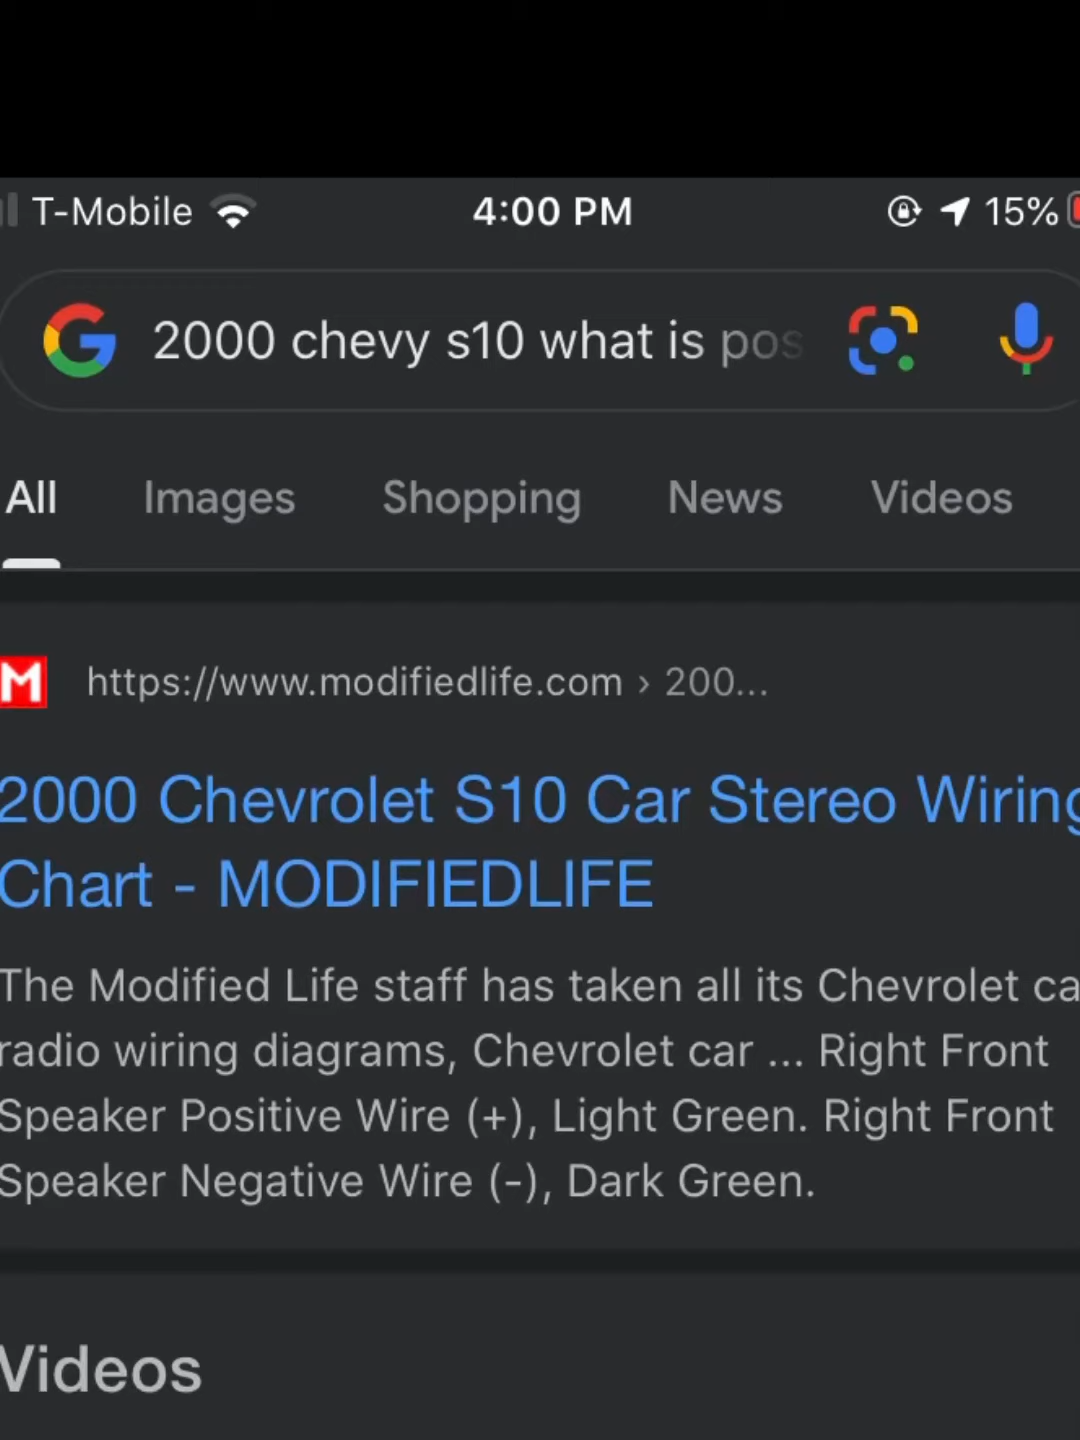 T-Mobile 4:00 PM 15%
2000 chevy s10 what is pos
All Images Shopping News Videos
M https://www.modifiedlife.com › 200...
2000 Chevrolet S10 Car Stereo Wiring
Chart - MODIFIEDLIFE
The Modified Life staff has taken all its Chevrolet ca
radio wiring diagrams, Chevrolet car ... Right Front
Speaker Positive Wire (+), Light Green. Right Front
Speaker Negative Wire (-), Dark Green.
Videos